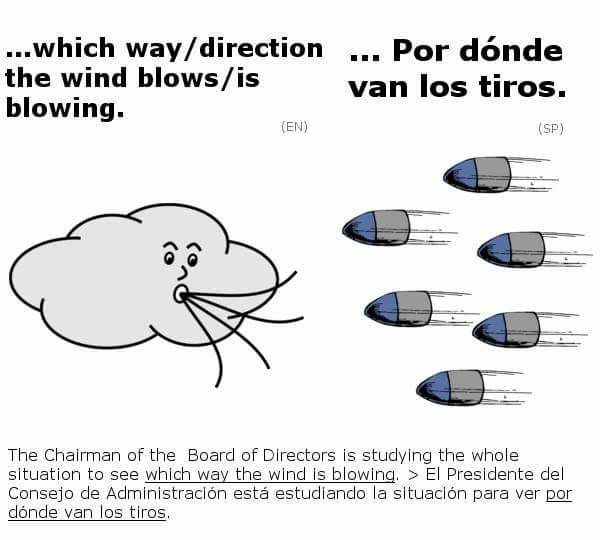 ...which way/direction
the wind blows/is
blowing.
(EN)
... Por dónde
van los tiros.
(SP)
The Chairman of the Board of Directors is studying the whole
situation to see which way the wind is blowing. > El Presidente del
Consejo de Administración está estudiando la situación para ver por
dónde van los tiros.